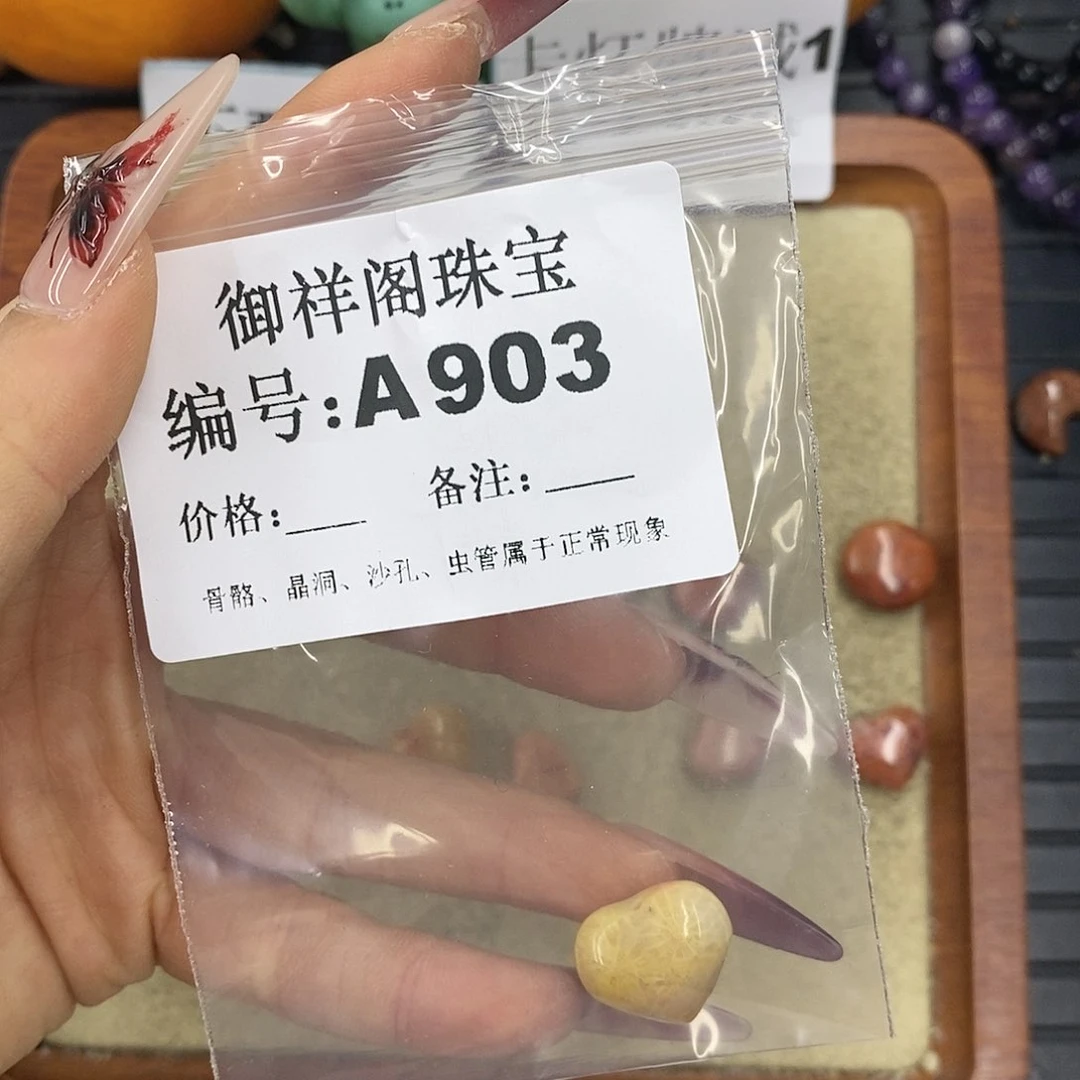 御祥阁珠宝
编号:A903
价格:____ 备注:____
骨骼、晶洞、沙孔、虫管属于正常现象
1